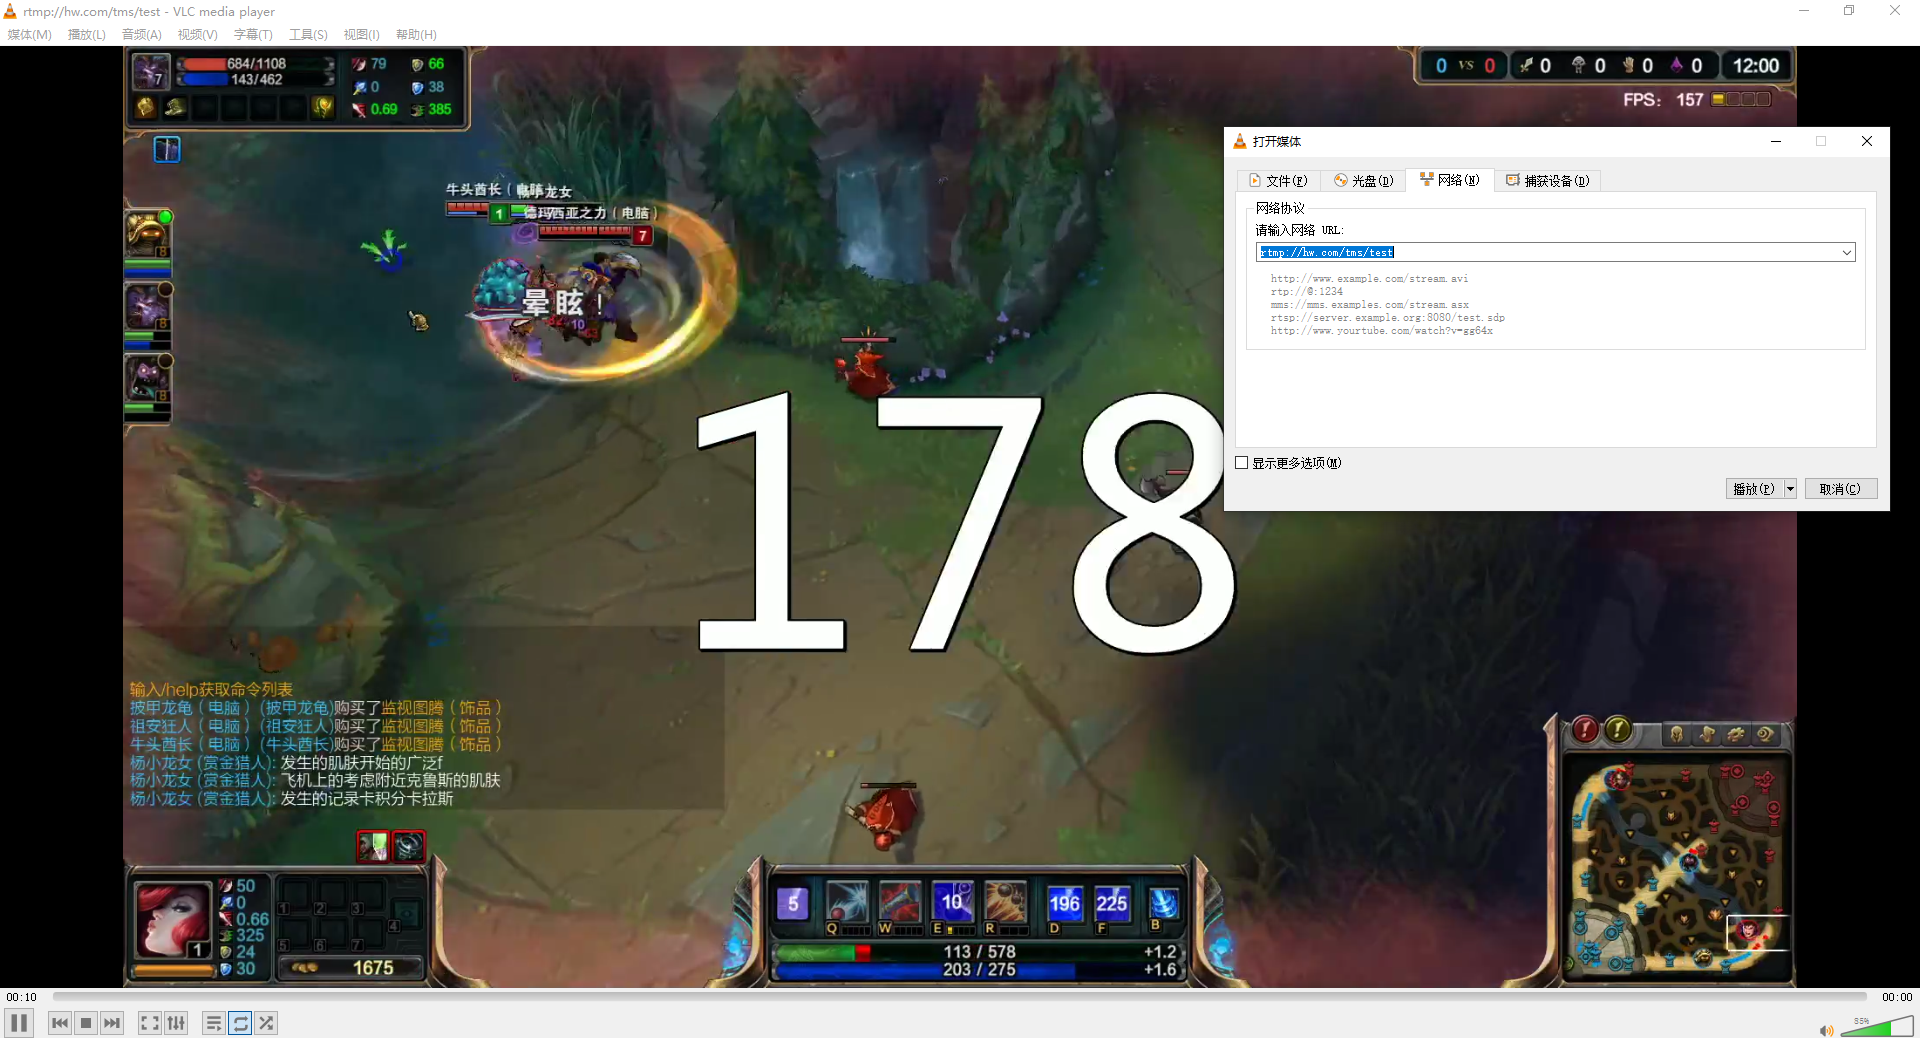 rtmp://hw.com/tms/test - VLC media player
媒体(M) 播放(L) 音频(A) 视频(V) 字幕(T) 工具(S) 视图(I) 帮助(H)
7
684/1108
143/462
79 66
0 38
0.69 385
0 VS 0 0 0 0 0 12:00
FPS: 157
牛头酋长（电脑
龙女
1
德玛西亚之力（电脑）
7
晕眩！
10
8
8
8
178
打开媒体
文件(F) 光盘(D) 网络(N) 捕获设备(D)
网络协议
请输入网络 URL:
rtmp://hw.com/tms/test
http://www.example.com/stream.avi
rtp://@:1234
mms://mms.examples.com/stream.asx
rtsp://server.example.org:8080/test.sdp
http://www.yourtube.com/watch?v=gg64x
显示更多选项(M)
播放(P) 取消(C)
输入/help获取命令列表
披甲龙龟（电脑）(披甲龙龟)购买了监视图腾（饰品）
祖安狂人（电脑）(祖安狂人)购买了监视图腾（饰品）
牛头酋长（电脑）(牛头酋长)购买了监视图腾（饰品）
杨小龙女 (赏金猎人): 发生的肌肤开始的广泛f
杨小龙女 (赏金猎人): 飞机上的考虑附近克鲁斯的肌肤
杨小龙女 (赏金猎人): 发生的记录卡积分卡拉斯
50
0
0.66
325
24
30
1
1 2 3 4
5 6 7
1675
5 10 196 225
Q W E R D F B
113 / 578 +1.2
203 / 275 +1.6
00:10 00:00
95%